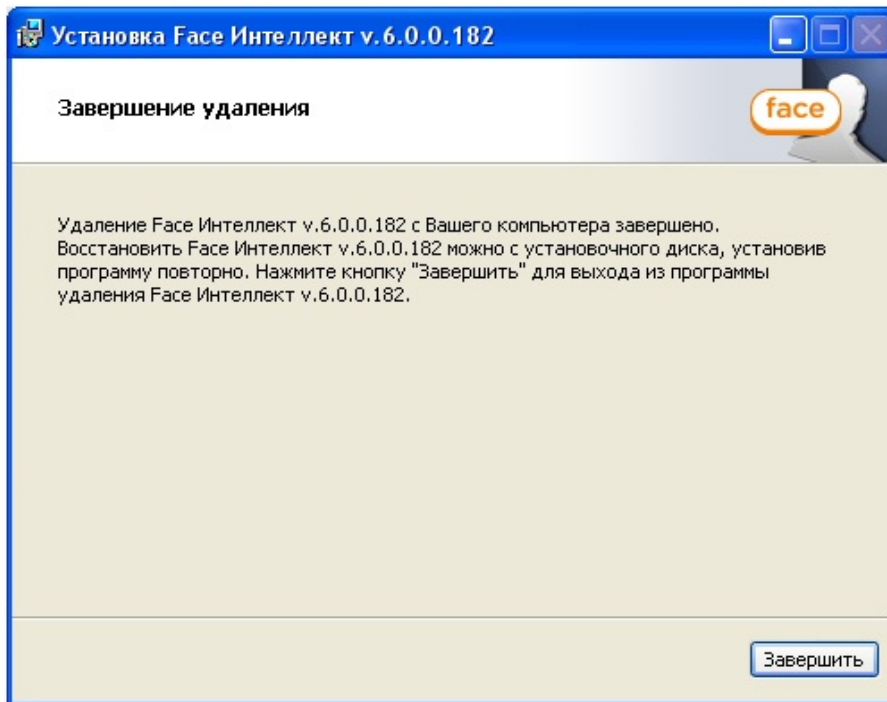 Установка Face Интеллект v.6.0.0.182
Завершение удаления
face
Удаление Face Интеллект v.6.0.0.182 с Вашего компьютера завершено.
Восстановить Face Интеллект v.6.0.0.182 можно с установочного диска, установив
программу повторно. Нажмите кнопку "Завершить" для выхода из программы
удаления Face Интеллект v.6.0.0.182.
Завершить